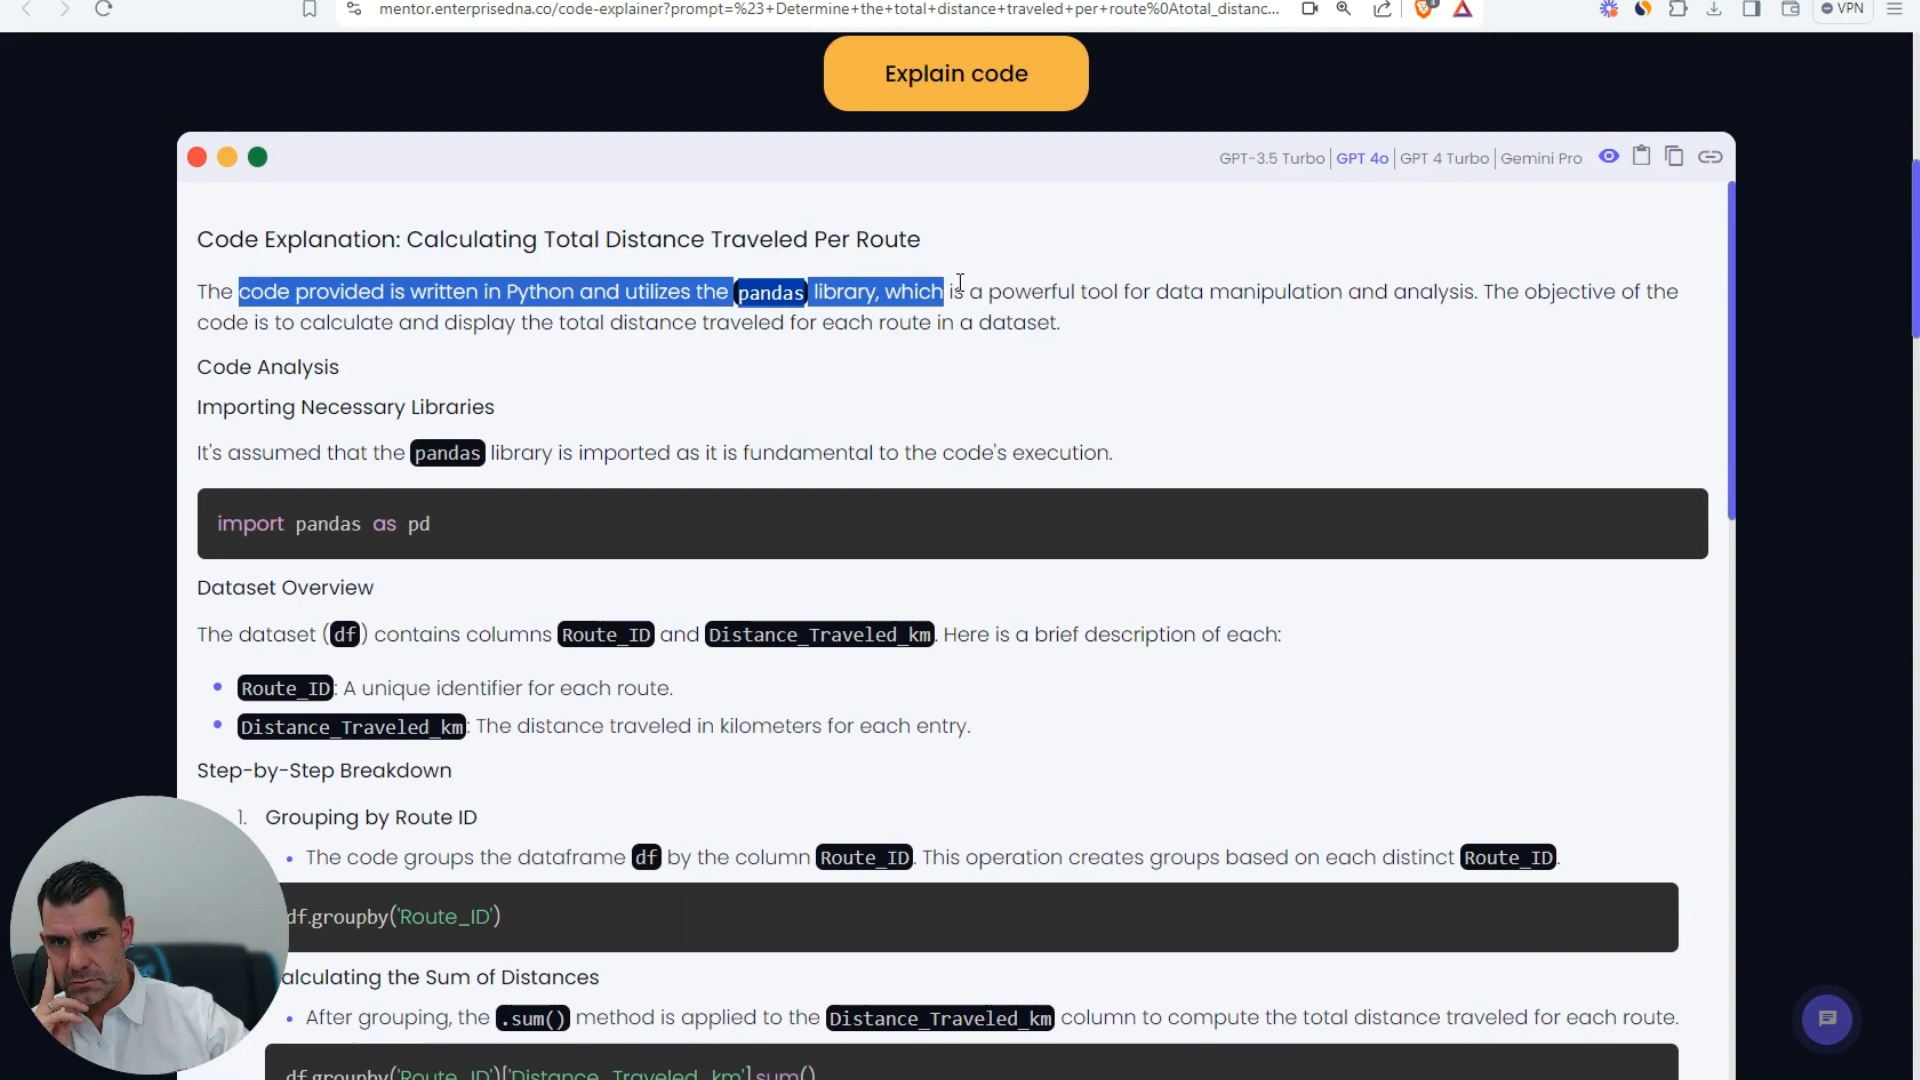 mentor.enterprisedna.co/code-explainer?prompt=%23+Determine+the+total+distance+traveled+per+route%0Atotal_distanc...
VPN
Explain code
GPT-3.5 Turbo | GPT 4o | GPT 4 Turbo | Gemini Pro
Code Explanation: Calculating Total Distance Traveled Per Route
The code provided is written in Python and utilizes the pandas library, which is a powerful tool for data manipulation and analysis. The objective of the
code is to calculate and display the total distance traveled for each route in a dataset.
Code Analysis
Importing Necessary Libraries
It's assumed that the pandas library is imported as it is fundamental to the code's execution.
import pandas as pd
Dataset Overview
The dataset (df) contains columns Route_ID and Distance_Traveled_km. Here is a brief description of each:
Route_ID: A unique identifier for each route.
Distance_Traveled_km: The distance traveled in kilometers for each entry.
Step-by-Step Breakdown
1. Grouping by Route ID
The code groups the dataframe df by the column Route_ID. This operation creates groups based on each distinct Route_ID.
df.groupby('Route_ID')
alculating the Sum of Distances
After grouping, the .sum() method is applied to the Distance_Traveled_km column to compute the total distance traveled for each route.
df.groupby('Route_ID')['Distance_Traveled_km'].sum()